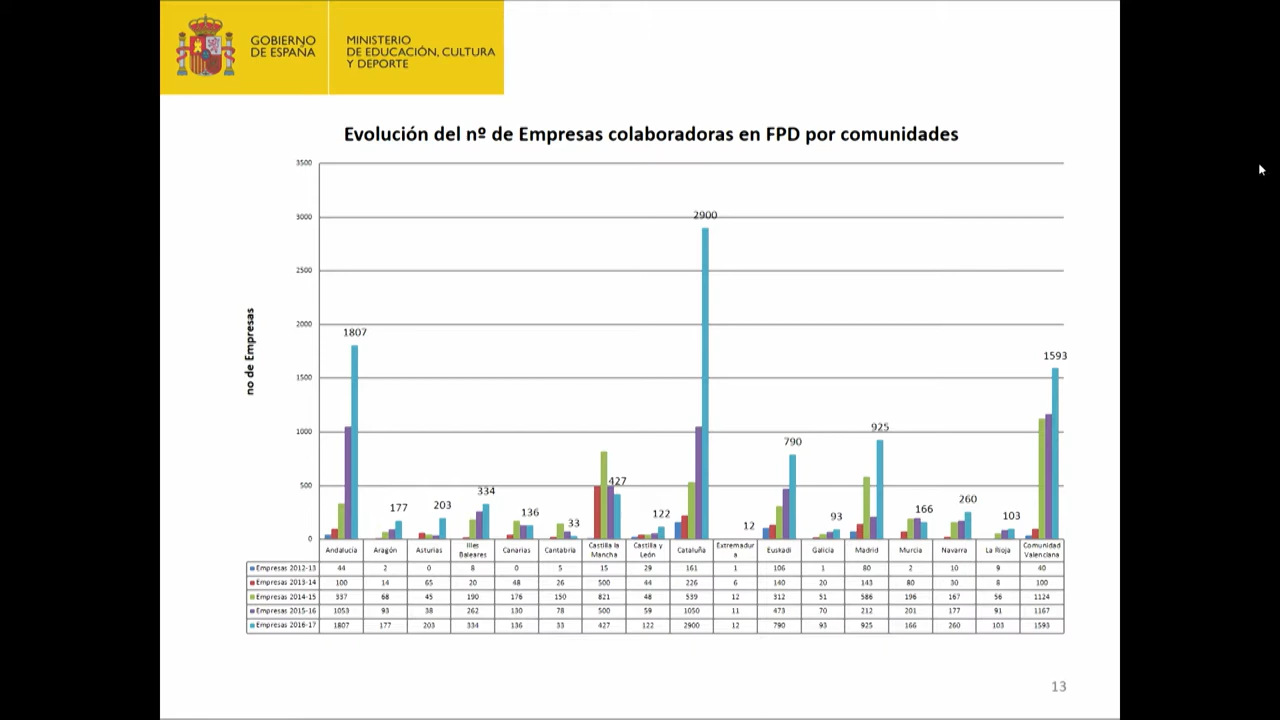 GOBIERNO
DE ESPAÑA
MINISTERIO
DE EDUCACIÓN, CULTURA
Y DEPORTE
Evolución del nº de Empresas colaboradoras en FPD por comunidades
no de Empresas
3500
3000
2500
2000
1500
1000
500
0
1807
177
203
334
136
33
427
122
2900
12
790
93
925
166
260
103
1593
Andalucía Aragón Asturias Illes Baleares Canarias Cantabria Castilla la Mancha Castilla y León Cataluña Extremadura Euskadi Galicia Madrid Murcia Navarra La Rioja Comunidad Valenciana
Empresas 2012-13 44 2 0 8 0 5 15 29 161 1 106 1 80 2 10 9 40
Empresas 2013-14 100 14 65 20 48 26 500 44 226 6 140 20 143 80 30 8 100
Empresas 2014-15 337 68 45 190 176 150 821 48 539 12 312 51 586 196 167 56 1124
Empresas 2015-16 1053 93 38 262 130 78 500 59 1050 11 473 70 212 201 177 91 1167
Empresas 2016-17 1807 177 203 334 136 33 427 122 2900 12 790 93 925 166 260 103 1593
13